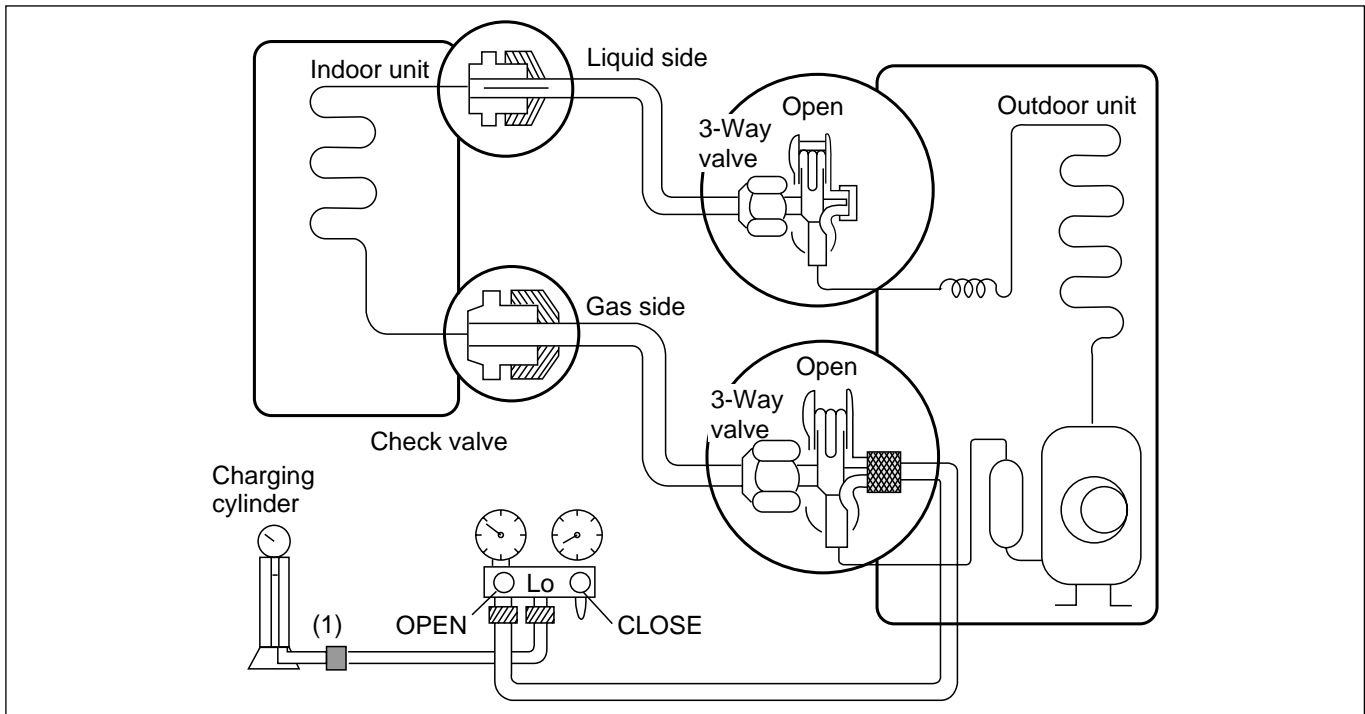 Indoor unit
Liquid side
Open
3-Way
valve
Outdoor unit
Gas side
Open
3-Way
valve
Check valve
Charging
cylinder
Lo
OPEN
CLOSE
(1)